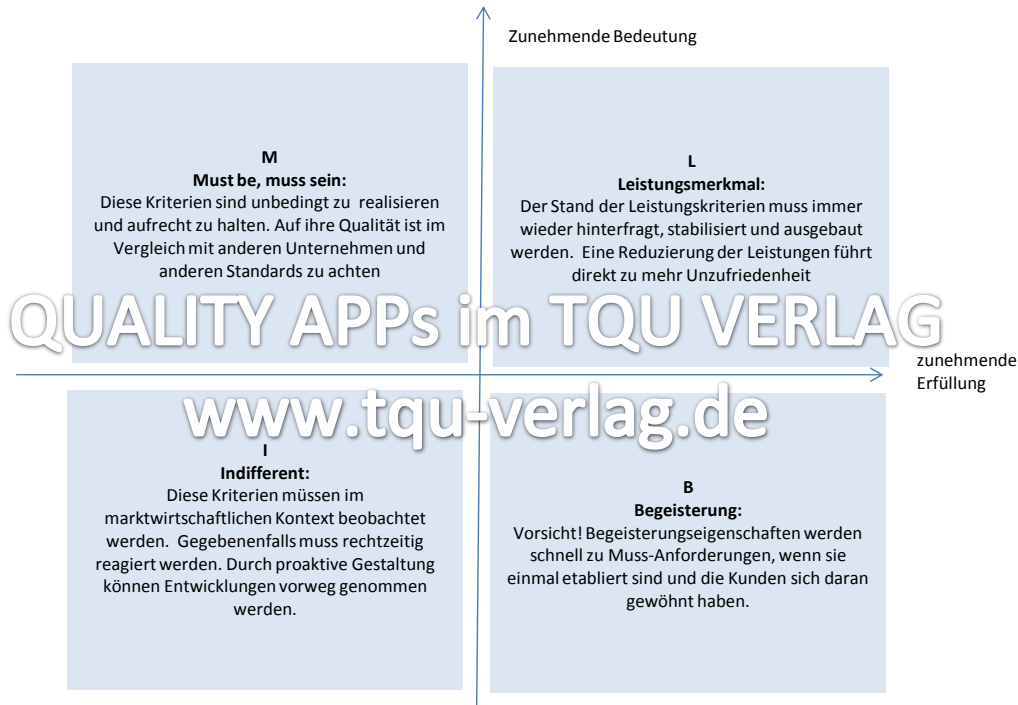 Zunehmende Bedeutung
M
Must be, muss sein:
Diese Kriterien sind unbedingt zu realisieren
und aufrecht zu halten. Auf ihre Qualität ist im
Vergleich mit anderen Unternehmen und
anderen Standards zu achten
L
Leistungsmerkmal:
Der Stand der Leistungskriterien muss immer
wieder hinterfragt, stabilisiert und ausgebaut
werden. Eine Reduzierung der Leistungen führt
direkt zu mehr Unzufriedenheit
QUALITY APPs im TQU VERLAG
zunehmende
Erfüllung
www.tqu-verlag.de
I
Indifferent:
Diese Kriterien müssen im
marktwirtschaftlichen Kontext beobachtet
werden. Gegebenenfalls muss rechtzeitig
reagiert werden. Durch proaktive Gestaltung
können Entwicklungen vorweg genommen
werden.
B
Begeisterung:
Vorsicht! Begeisterungseigenschaften werden
schnell zu Muss-Anforderungen, wenn sie
einmal etabliert sind und die Kunden sich daran
gewöhnt haben.